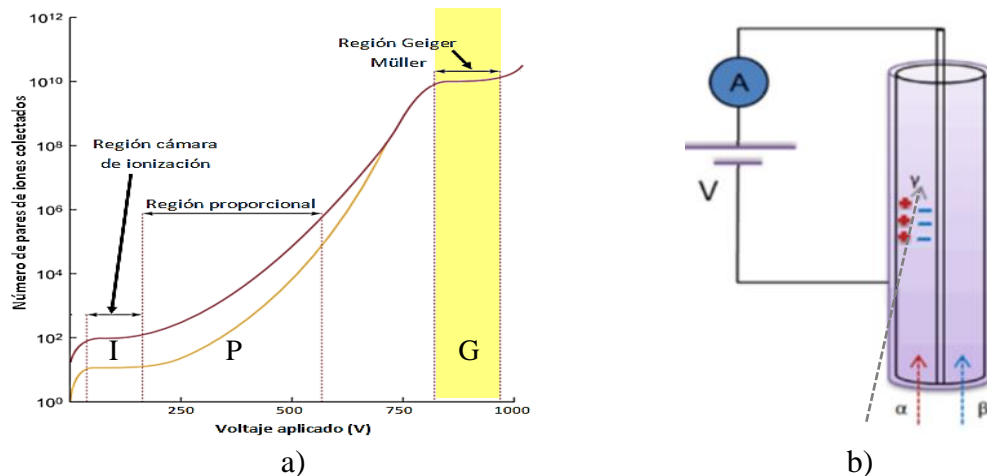 10¹²
10¹⁰
10⁸
10⁶
10⁴
10²
10⁰
Número de pares de iones colectados
Región Geiger
Müller
Región cámara
de ionización
Región proporcional
I
P
G
250
500
750
1000
Voltaje aplicado (V)
a)
A
V
γ
+
+
+
α
β
b)